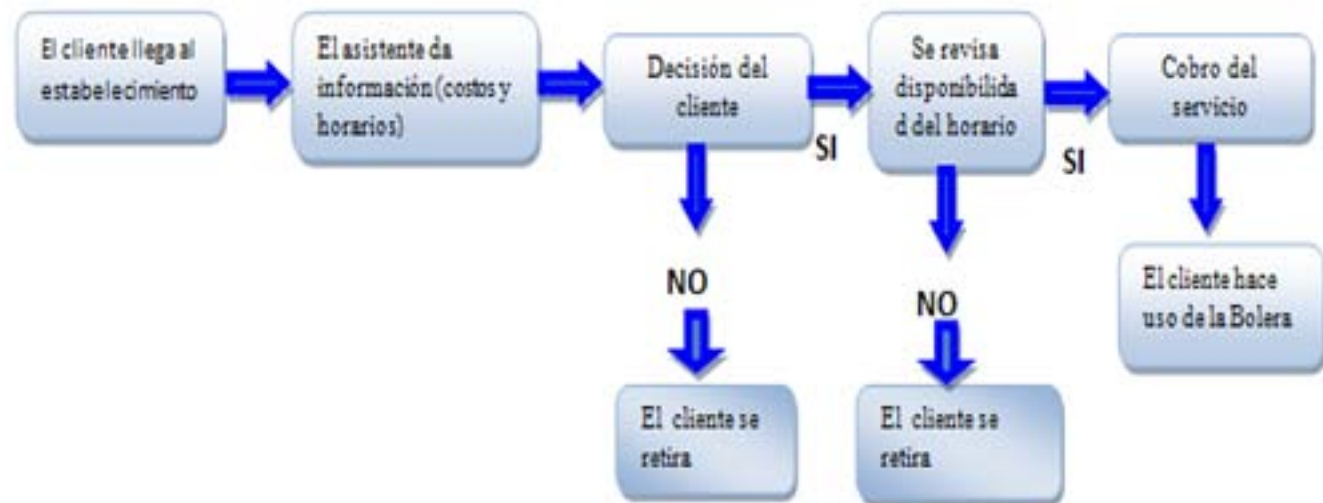 El cliente llega al
estabelecimiento
El asistente da
información (costos y
horarios)
Decisión del
cliente
SI
Se revisa
disponibilida
d del horario
SI
Cobro del
servicio
NO
El cliente se
retira
NO
El cliente se
retira
El cliente hace
uso de la Bolera